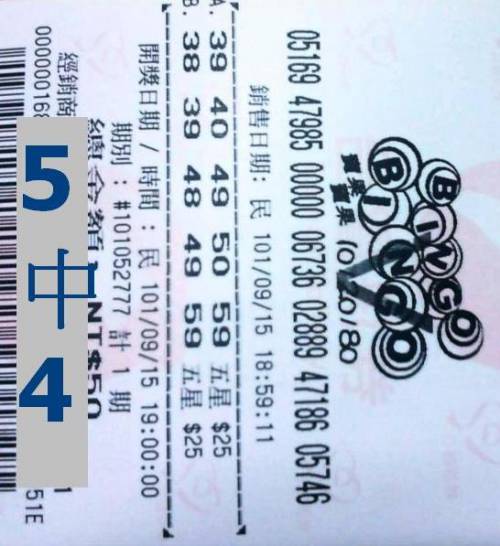 BINGO
BINGO
賓果
賓果
10/20/80
05169 47985 00000 06736 02889 47186 05746
銷售日期: 民 101/09/15 18:59:11
A. 39 40 49 50 59 五星 $25
B. 38 39 48 49 59 五星 $25
開獎日期 / 時間 : 民 101/09/15 19:00:00
期別 : #101052777 計 1 期
NT$50
經銷商
51E
5中4